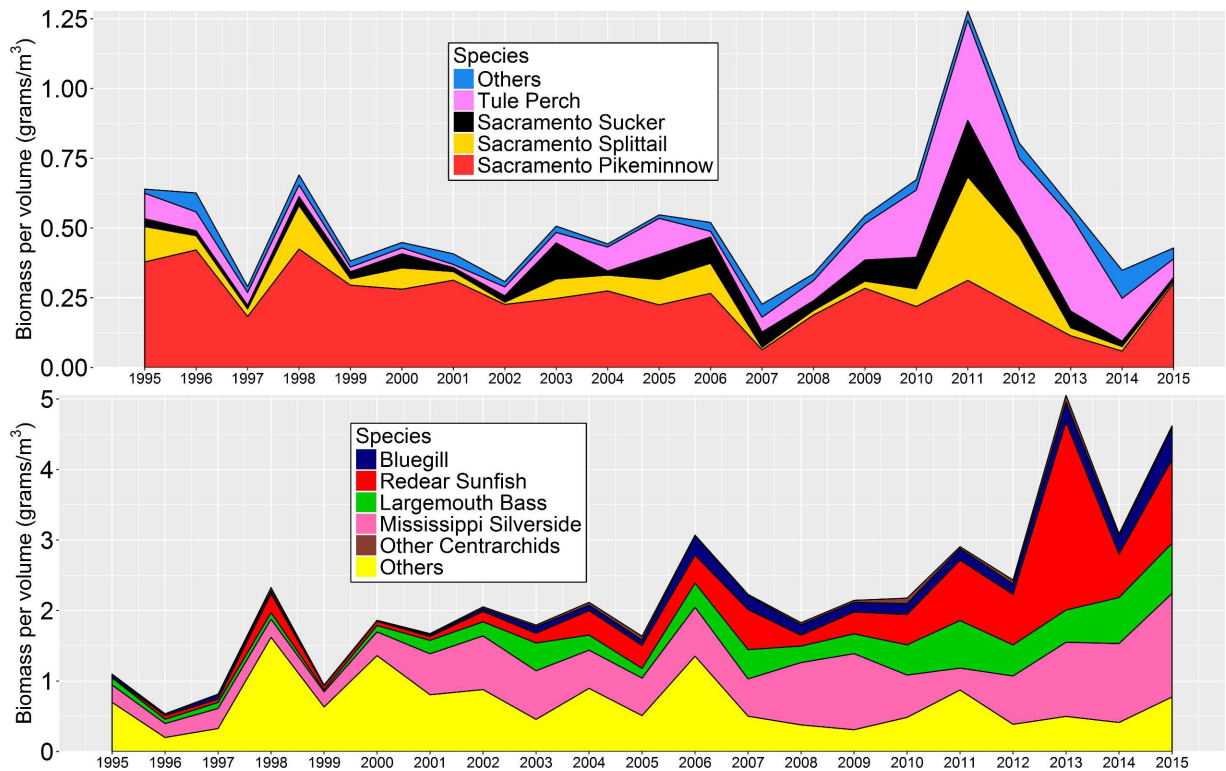 Biomass per volume (grams/m³)
1.25
1.00
0.75
0.50
0.25
0.00
Species
Others
Tule Perch
Sacramento Sucker
Sacramento Splittail
Sacramento Pikeminnow
1995 1996 1997 1998 1999 2000 2001 2002 2003 2004 2005 2006 2007 2008 2009 2010 2011 2012 2013 2014 2015
Biomass per volume (grams/m³)
5
4
3
2
1
0
Species
Bluegill
Redear Sunfish
Largemouth Bass
Mississippi Silverside
Other Centrarchids
Others
1995 1996 1997 1998 1999 2000 2001 2002 2003 2004 2005 2006 2007 2008 2009 2010 2011 2012 2013 2014 2015